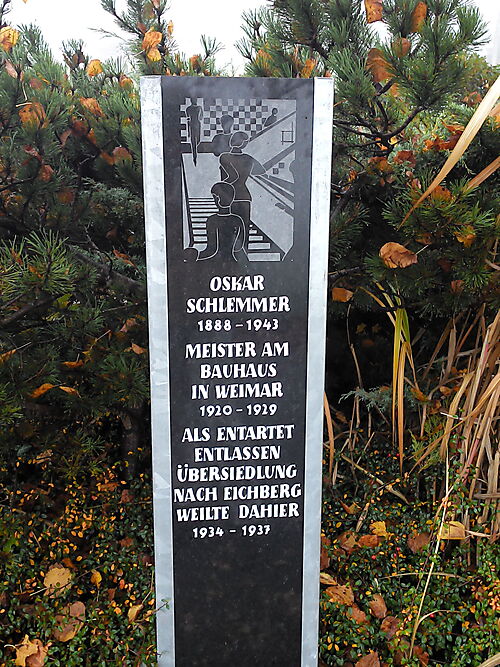 OSKAR
SCHLEMMER
1888 – 1943
MEISTER AM
BAUHAUS
IN WEIMAR
1920 – 1929
ALS ENTARTET
ENTLASSEN
ÜBERSIEDLUNG
NACH EICHBERG
WEILTE DAHIER
1934 – 1937